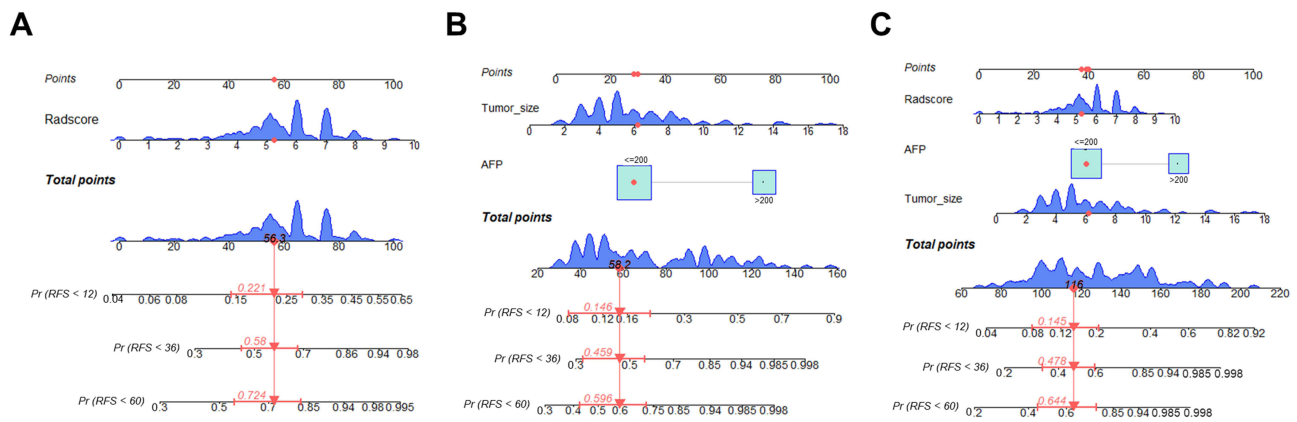 A
Points
0 20 40 60 80 100
Radscore
0 1 2 3 4 5 6 7 8 9 10
Total points
56.3
0 20 40 60 80 100
0.221
Pr (RFS < 12)
0.04 0.06 0.08 0.15 0.25 0.35 0.45 0.55 0.65
0.58
Pr (RFS < 36)
0.3 0.5 0.7 0.86 0.94 0.98
0.724
Pr (RFS < 60)
0.3 0.5 0.7 0.85 0.94 0.98 0.995
B
Points
0 20 40 60 80 100
Tumor_size
0 2 4 6 8 10 12 14 16 18
AFP
<=200
>200
Total points
58.2
20 40 60 80 100 120 140 160
0.146
Pr (RFS < 12)
0.08 0.12 0.16 0.3 0.5 0.7 0.9
0.459
Pr (RFS < 36)
0.3 0.5 0.7 0.85 0.94 0.985 0.998
0.596
Pr (RFS < 60)
0.3 0.4 0.5 0.6 0.75 0.85 0.94 0.985 0.998
C
Points
0 20 40 60 80 100
Radscore
0 1 2 3 4 5 6 7 8 9 10
AFP
<=200
>200
Tumor_size
0 2 4 6 8 10 12 14 16 18
Total points
116
60 80 100 120 140 160 180 200 220
0.145
Pr (RFS < 12)
0.04 0.08 0.12 0.2 0.4 0.6 0.82 0.92
0.478
Pr (RFS < 36)
0.2 0.4 0.6 0.85 0.94 0.985 0.998
0.644
Pr (RFS < 60)
0.2 0.4 0.6 0.85 0.94 0.985 0.998